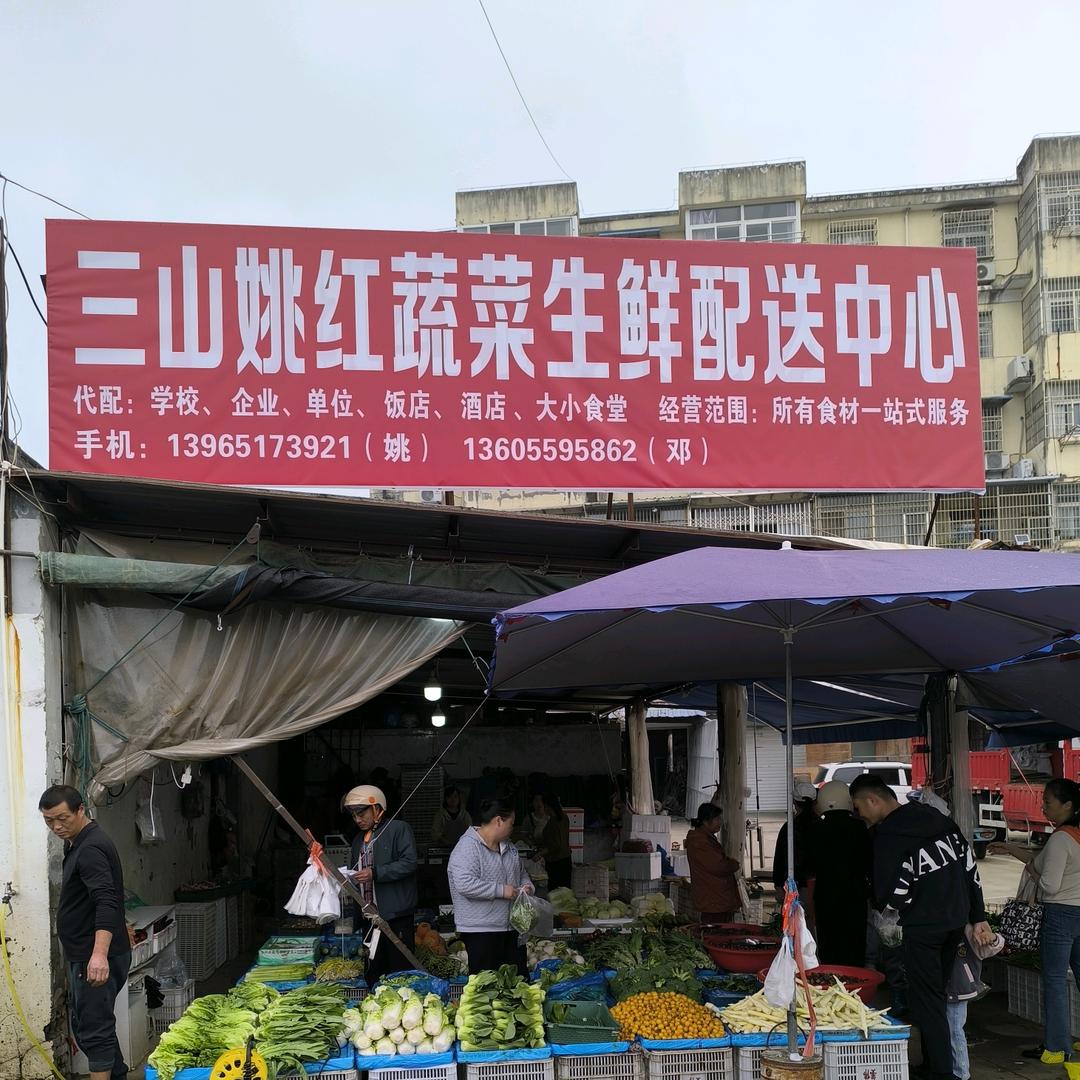 三山姚红蔬菜生鲜配送中心
代配：学校、企业、单位、饭店、酒店、大小食堂 经营范围：所有食材一站式服务
手机：13965173921（姚） 13605595862（邓）